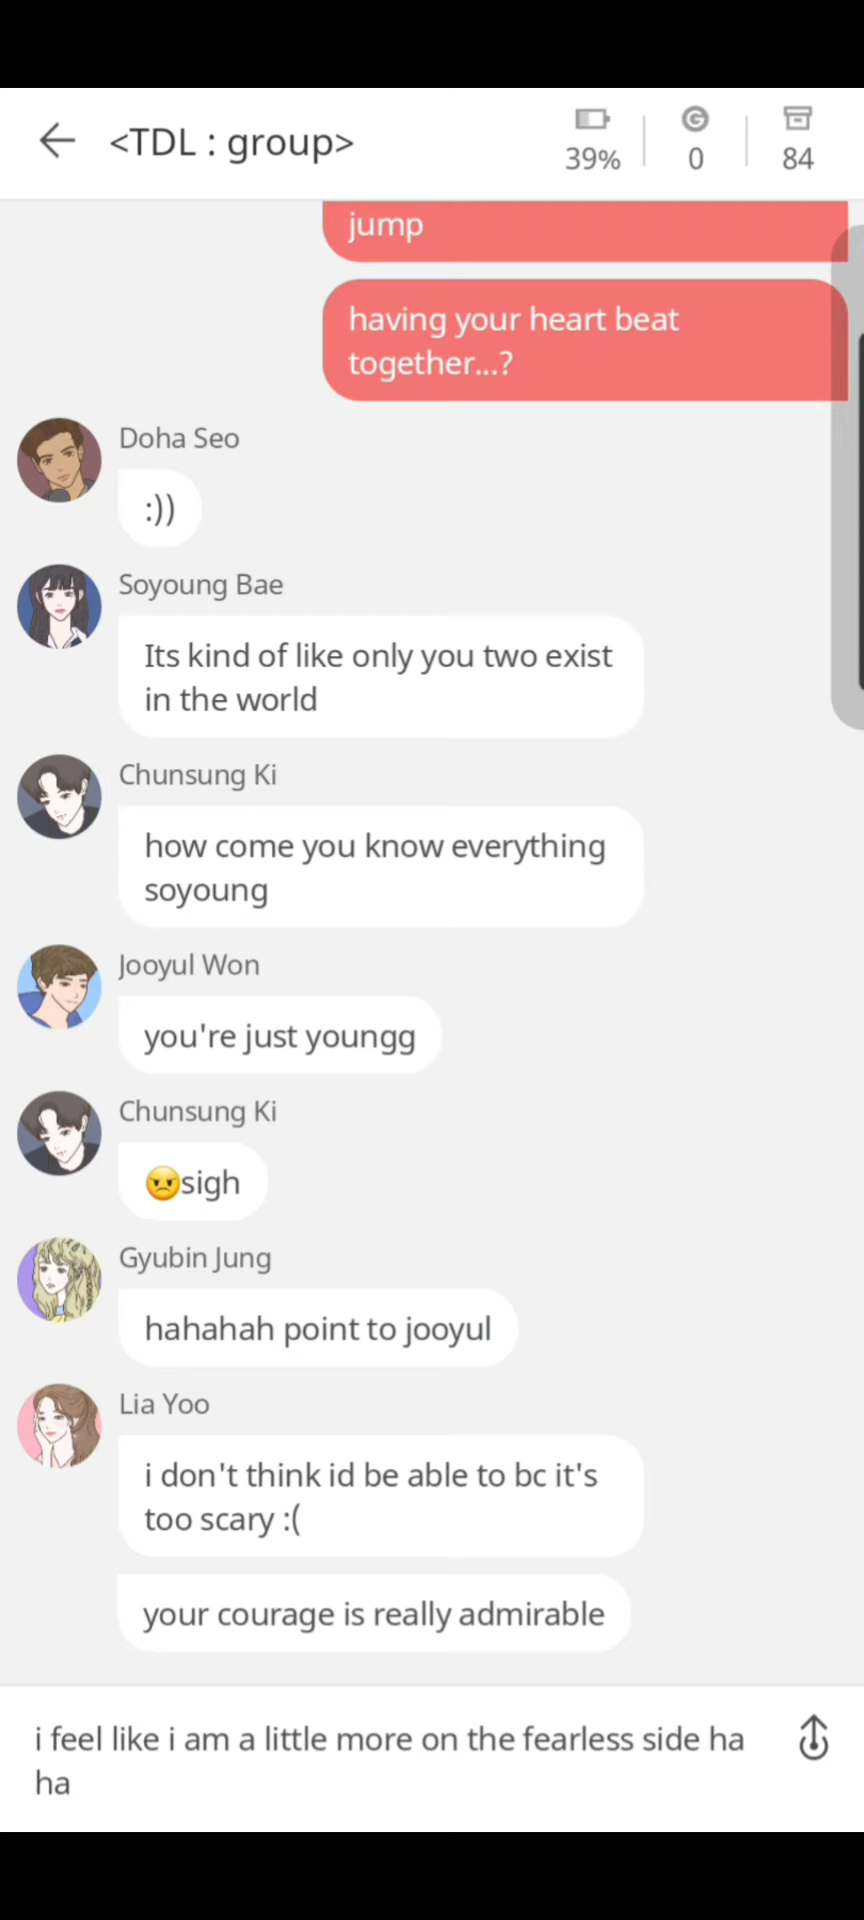 <TDL : group>
39%
0
84
jump
having your heart beat
together...?
Doha Seo
:))
Soyoung Bae
Its kind of like only you two exist
in the world
Chunsung Ki
how come you know everything
soyoung
Jooyul Won
you're just youngg
Chunsung Ki
😠sigh
Gyubin Jung
hahahah point to jooyul
Lia Yoo
i don't think id be able to bc it's
too scary :(
your courage is really admirable
i feel like i am a little more on the fearless side ha
ha